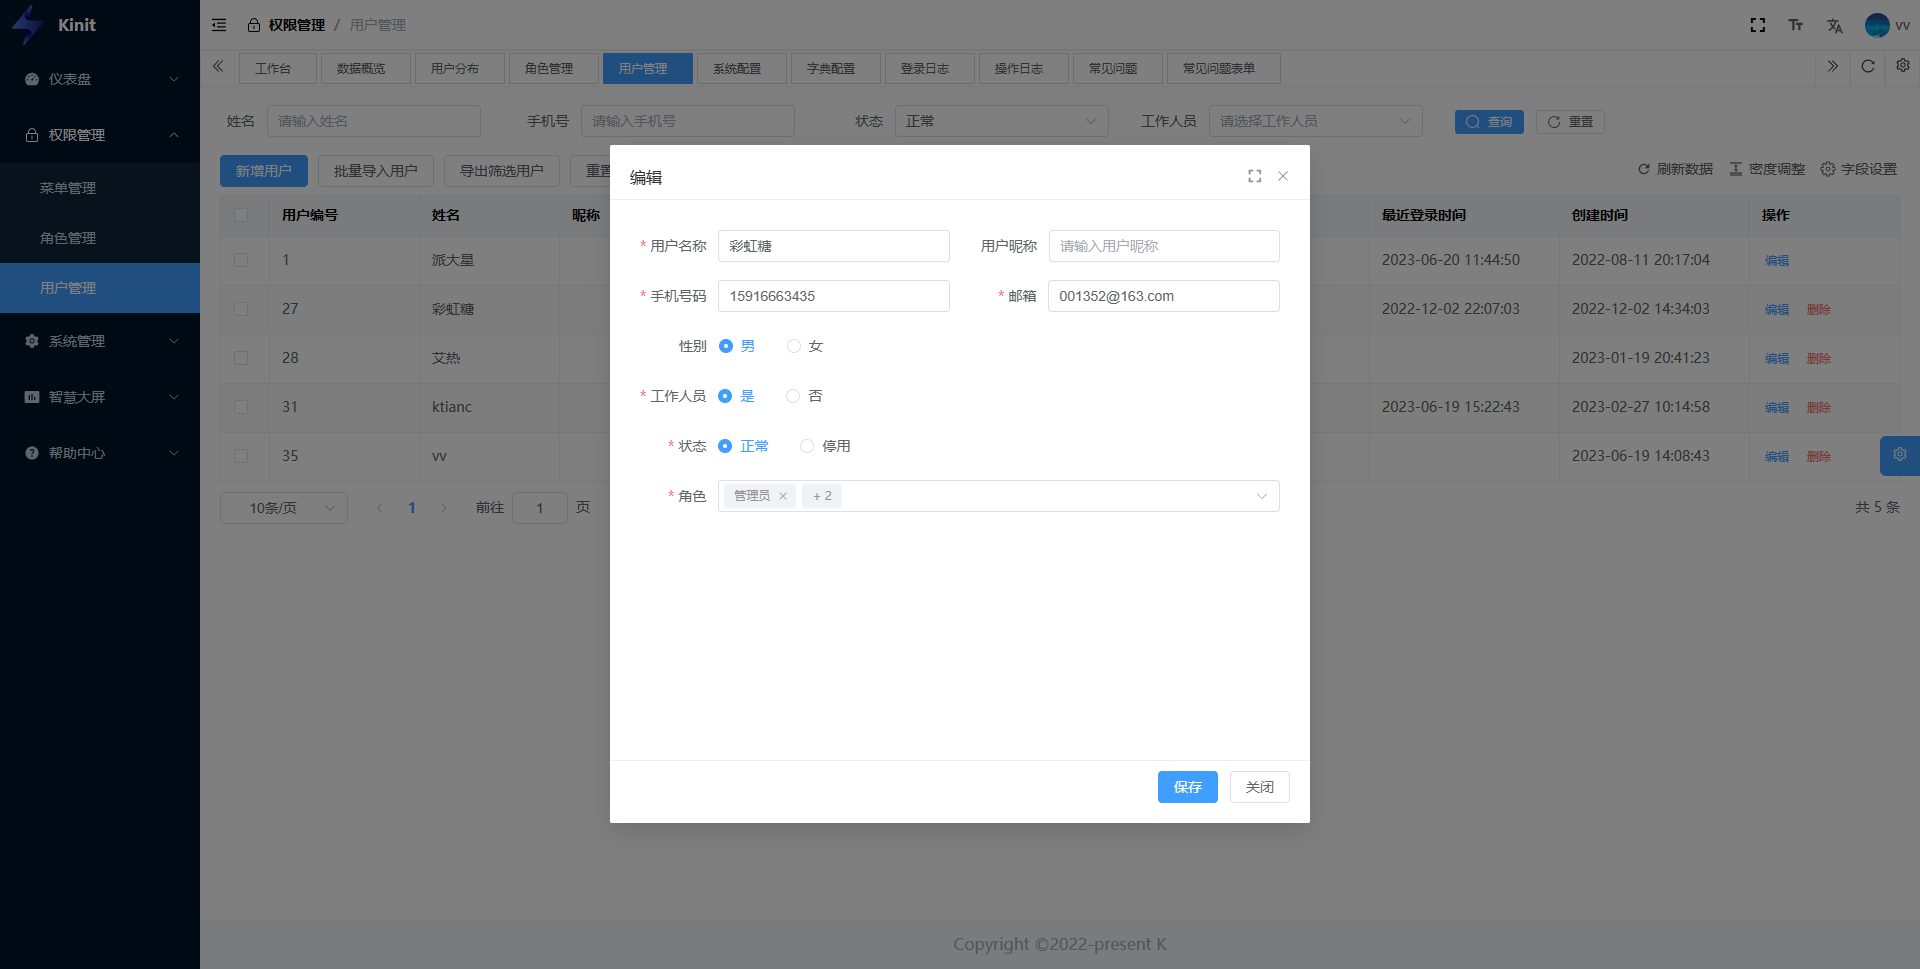 Kinit
权限管理 / 用户管理
vv
仪表盘
权限管理
菜单管理
角色管理
用户管理
系统管理
智慧大屏
帮助中心
工作台 数据概览 用户分布 角色管理 用户管理 系统配置 字典配置 登录日志 操作日志 常见问题 常见问题表单
姓名 请输入姓名 手机号 请输入手机号 状态 正常 工作人员 请选择工作人员 查询 重置
新增用户 批量导入用户 导出筛选用户 重置 刷新数据 密度调整 字段设置
用户编号 姓名 昵称 最近登录时间 创建时间 操作
1 派大星 2023-06-20 11:44:50 2022-08-11 20:17:04 编辑
27 彩虹糖 2022-12-02 22:07:03 2022-12-02 14:34:03 编辑 删除
28 艾热 2023-01-19 20:41:23 编辑 删除
31 ktianc 2023-06-19 15:22:43 2023-02-27 10:14:58 编辑 删除
35 vv 2023-06-19 14:08:43 编辑 删除
10条/页 1 前往 1 页 共 5 条
编辑
* 用户名称 彩虹糖 用户昵称 请输入用户昵称
* 手机号码 15916663435 * 邮箱 001352@163.com
性别 男 女
* 工作人员 是 否
* 状态 正常 停用
* 角色 管理员 + 2
保存 关闭
Copyright ©2022-present K